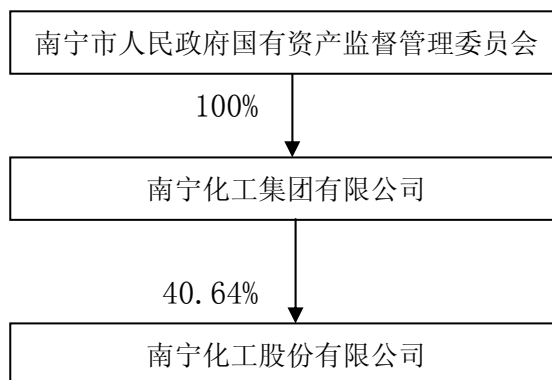 南宁市人民政府国有资产监督管理委员会
100%
南宁化工集团有限公司
40.64%
南宁化工股份有限公司